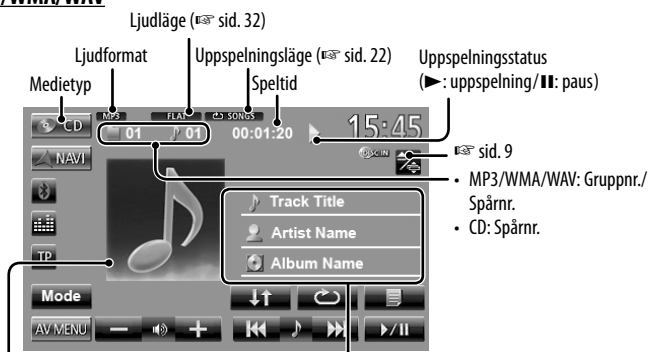 /WMA/WAV
Ljudläge (☞ sid. 32)
Ljudformat
Uppspelningsläge (☞ sid. 22)
Uppspelningsstatus
(►: uppspelning/❚❚: paus)
Medietyp
Speltid
MP3
FLAT
SONGS
CD
01
01
00:01:20
15:45
DISC IN
☞ sid. 9
• MP3/WMA/WAV: Gruppnr./
Spårnr.
• CD: Spårnr.
NAVI
Track Title
Artist Name
Album Name
TP
Mode
AV MENU